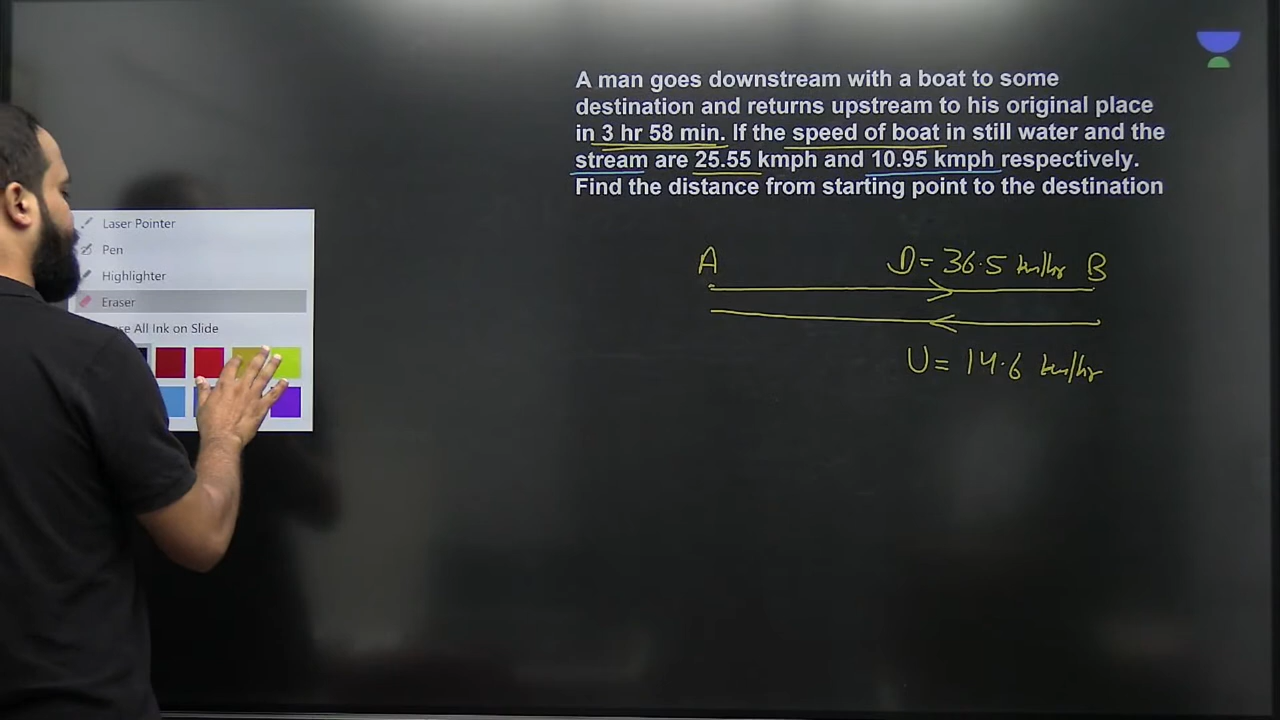 A man goes downstream with a boat to some
destination and returns upstream to his original place
in 3 hr 58 min. If the speed of boat in still water and the
stream are 25.55 kmph and 10.95 kmph respectively.
Find the distance from starting point to the destination
Laser Pointer
Pen
Highlighter
Eraser
se All Ink on Slide
A D = 36.5 km/hr B
U = 14.6 km/hr